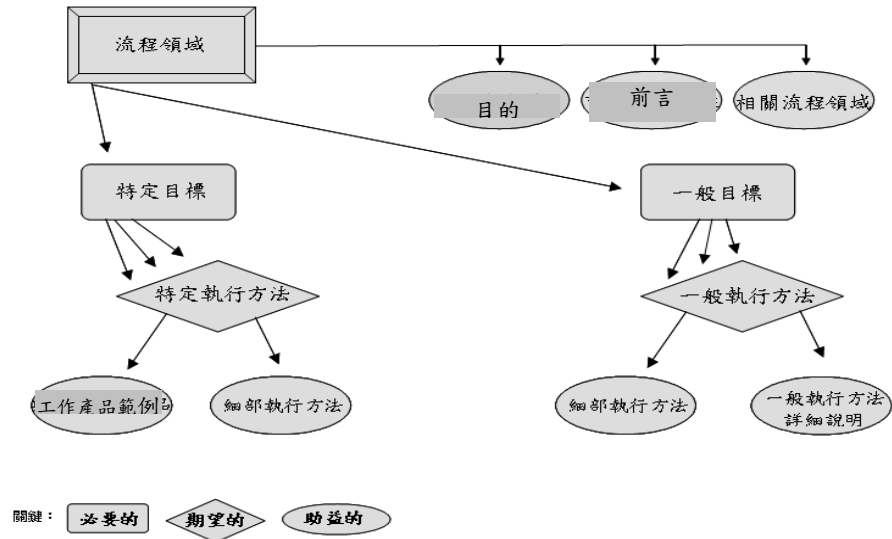 流程領域
目的
前言
相關流程領域
特定目標
一般目標
特定執行方法
一般執行方法
工作產品範例
細部執行方法
細部執行方法
一般執行方法
詳細說明
關鍵：
必要的
期望的
助益的